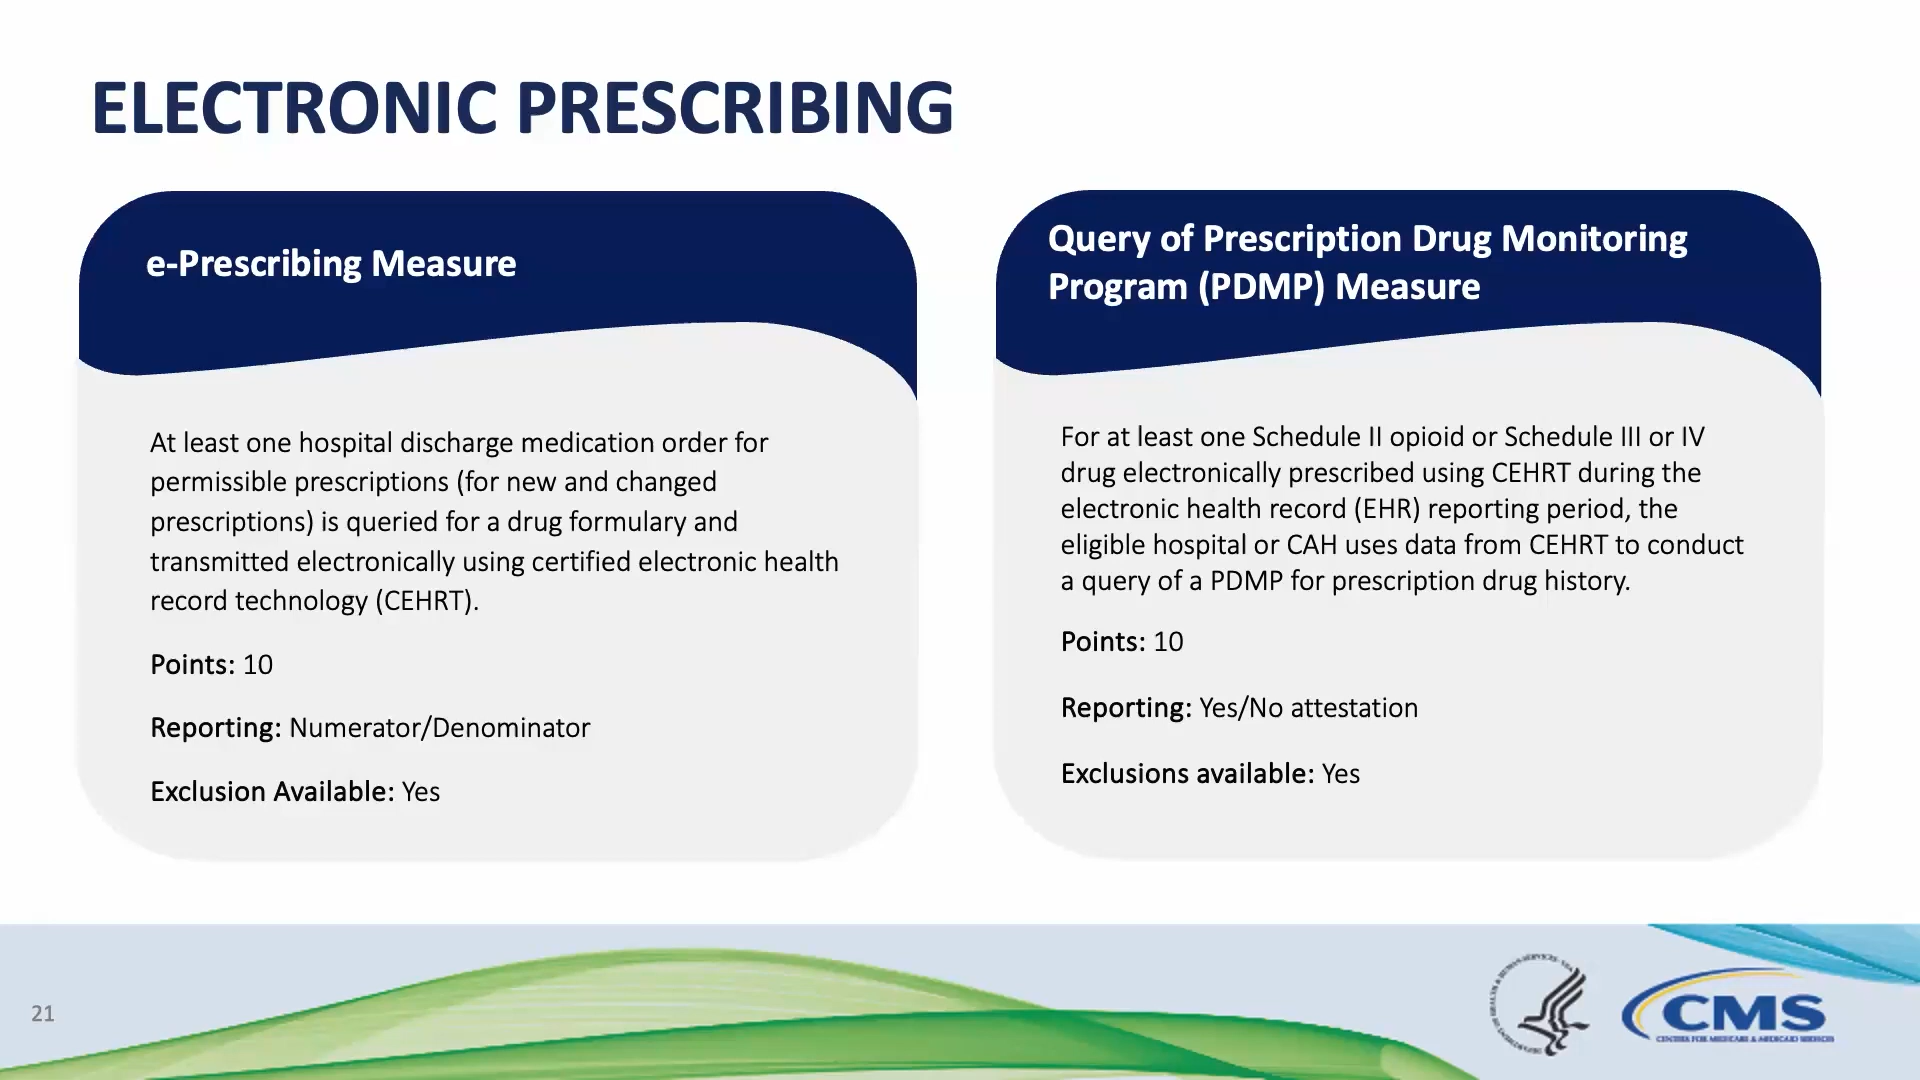 ELECTRONIC PRESCRIBING
e-Prescribing Measure
At least one hospital discharge medication order for
permissible prescriptions (for new and changed
prescriptions) is queried for a drug formulary and
transmitted electronically using certified electronic health
record technology (CEHRT).
Points: 10
Reporting: Numerator/Denominator
Exclusion Available: Yes
Query of Prescription Drug Monitoring
Program (PDMP) Measure
For at least one Schedule II opioid or Schedule III or IV
drug electronically prescribed using CEHRT during the
electronic health record (EHR) reporting period, the
eligible hospital or CAH uses data from CEHRT to conduct
a query of a PDMP for prescription drug history.
Points: 10
Reporting: Yes/No attestation
Exclusions available: Yes
21
CMS
CENTERS FOR MEDICARE & MEDICAID SERVICES